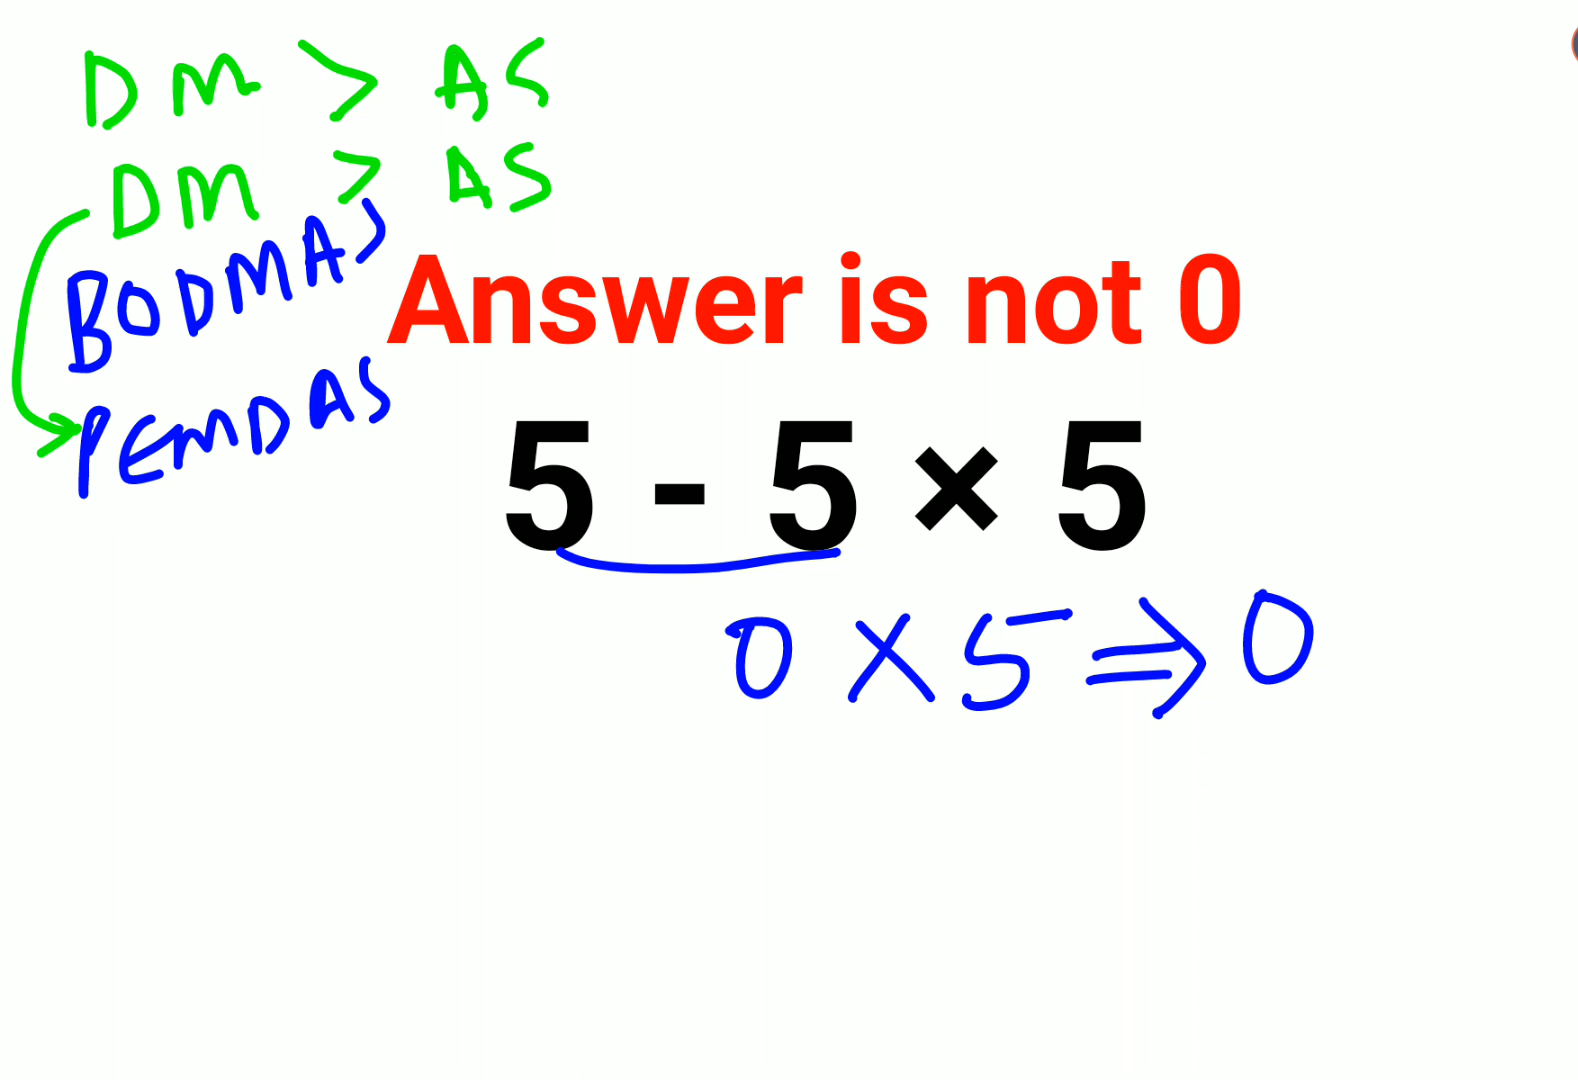 DM > AS
DM > AS
BODMAS
Answer is not 0
PEMDAS
5 - 5 × 5
0 × 5 ⇒ 0